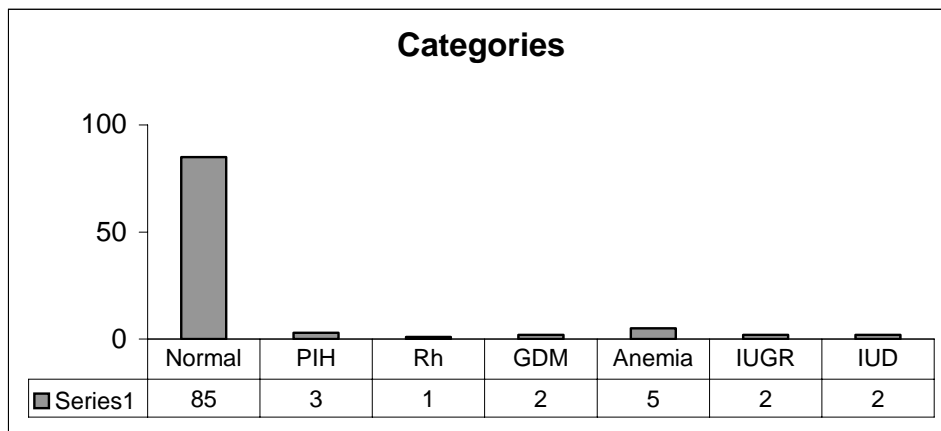 Categories
100
50
0
Normal PIH Rh GDM Anemia IUGR IUD
Series1 85 3 1 2 5 2 2